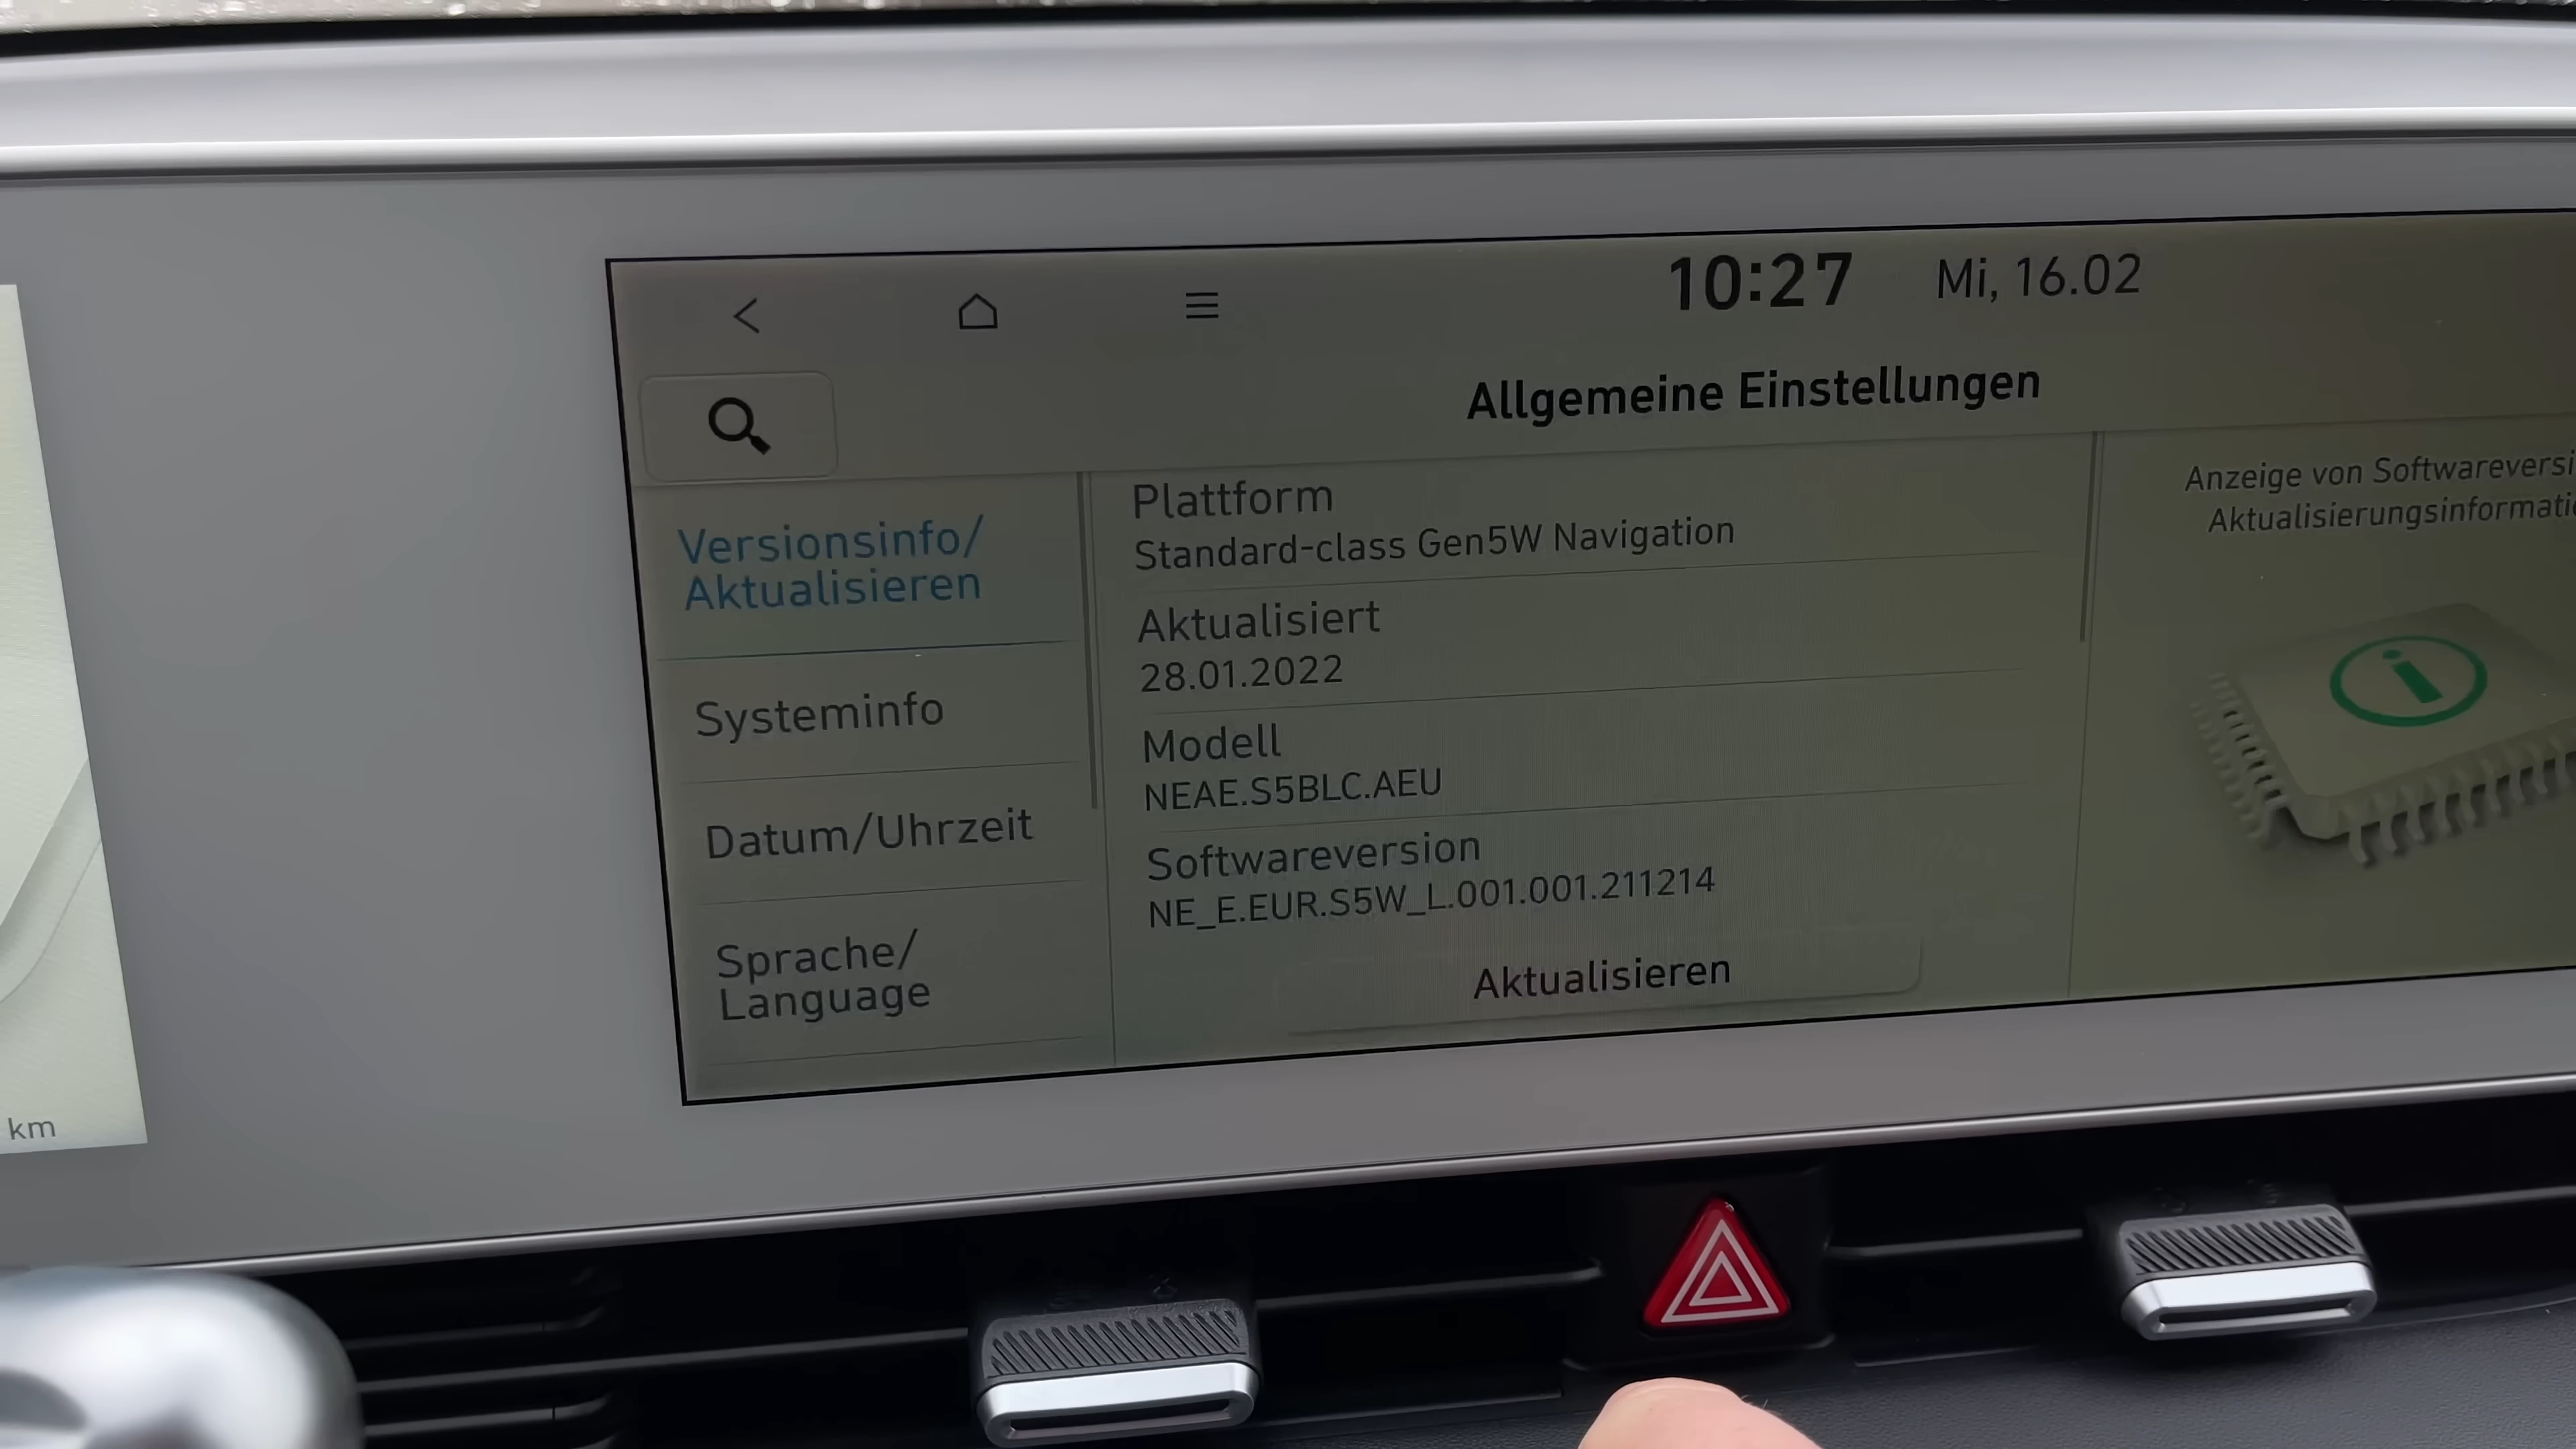 10:27 Mi, 16.02
Allgemeine Einstellungen
Versionsinfo/
Aktualisieren
Systeminfo
Datum/Uhrzeit
Sprache/
Language
Plattform
Standard-class Gen5W Navigation
Aktualisiert
28.01.2022
Modell
NEAE.S5BLC.AEU
Softwareversion
NE_E.EUR.S5W_L.001.001.211214
Aktualisieren
Anzeige von Softwareversi
Aktualisierungsinformati
km